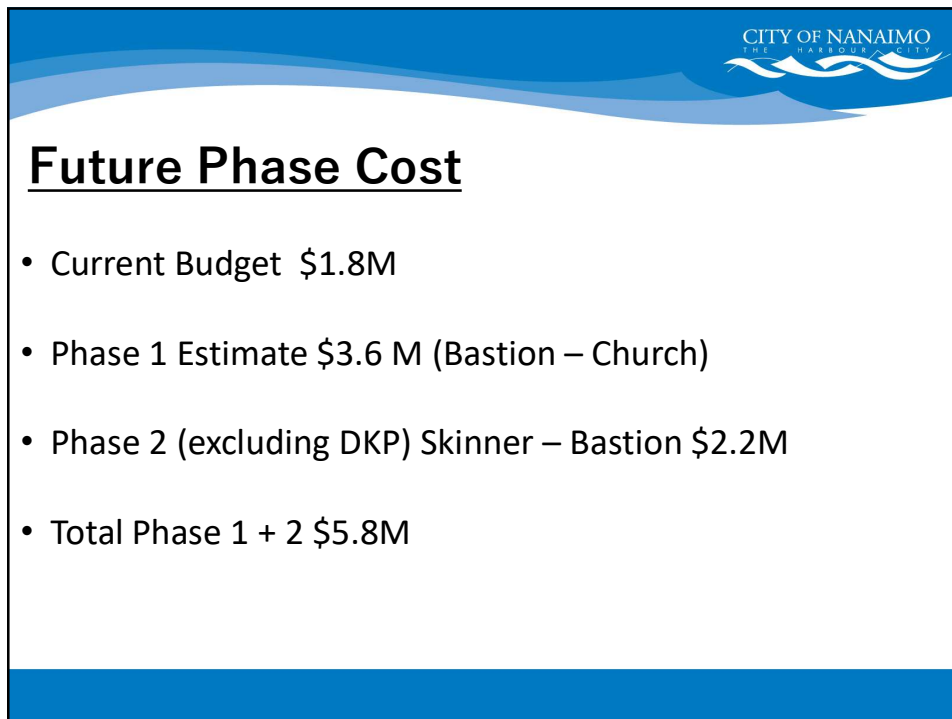 CITY OF NANAIMO
THE HARBOUR CITY
Future Phase Cost
• Current Budget $1.8M
• Phase 1 Estimate $3.6 M (Bastion – Church)
• Phase 2 (excluding DKP) Skinner – Bastion $2.2M
• Total Phase 1 + 2 $5.8M